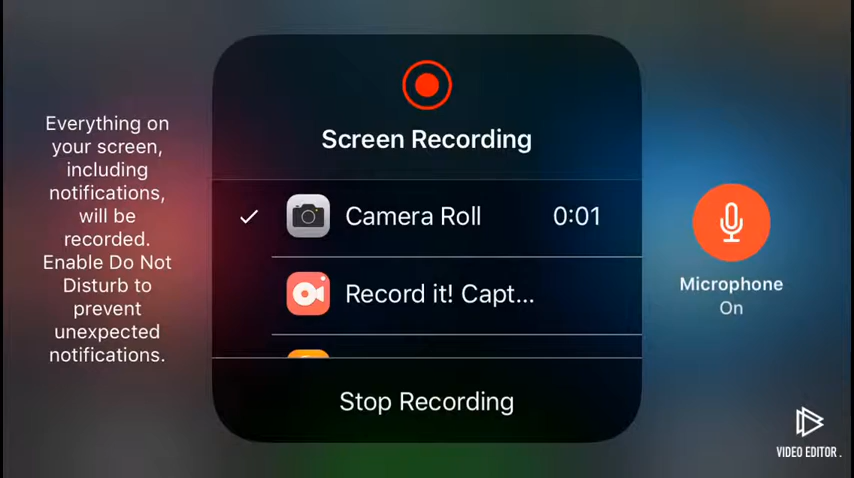 Everything on
your screen,
including
notifications,
will be
recorded.
Enable Do Not
Disturb to
prevent
unexpected
notifications.
Screen Recording
Camera Roll 0:01
Record it! Capt...
Stop Recording
Microphone
On
VIDEO EDITOR .